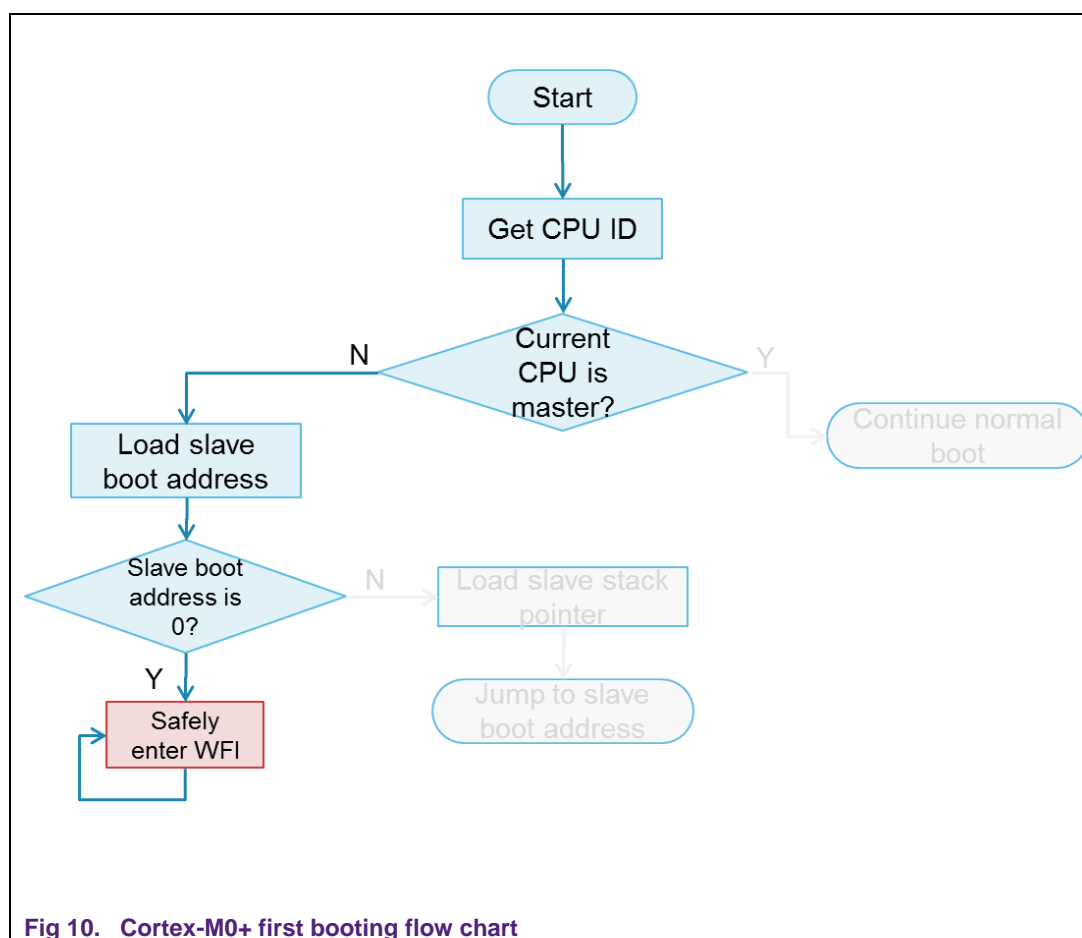 Start
Get CPU ID
Current
CPU is
master?
N
Y
Continue normal
boot
Load slave
boot address
Slave boot
address is
0?
N
Load slave stack
pointer
Y
Jump to slave
boot address
Safely
enter WFI
Fig 10. Cortex-M0+ first booting flow chart